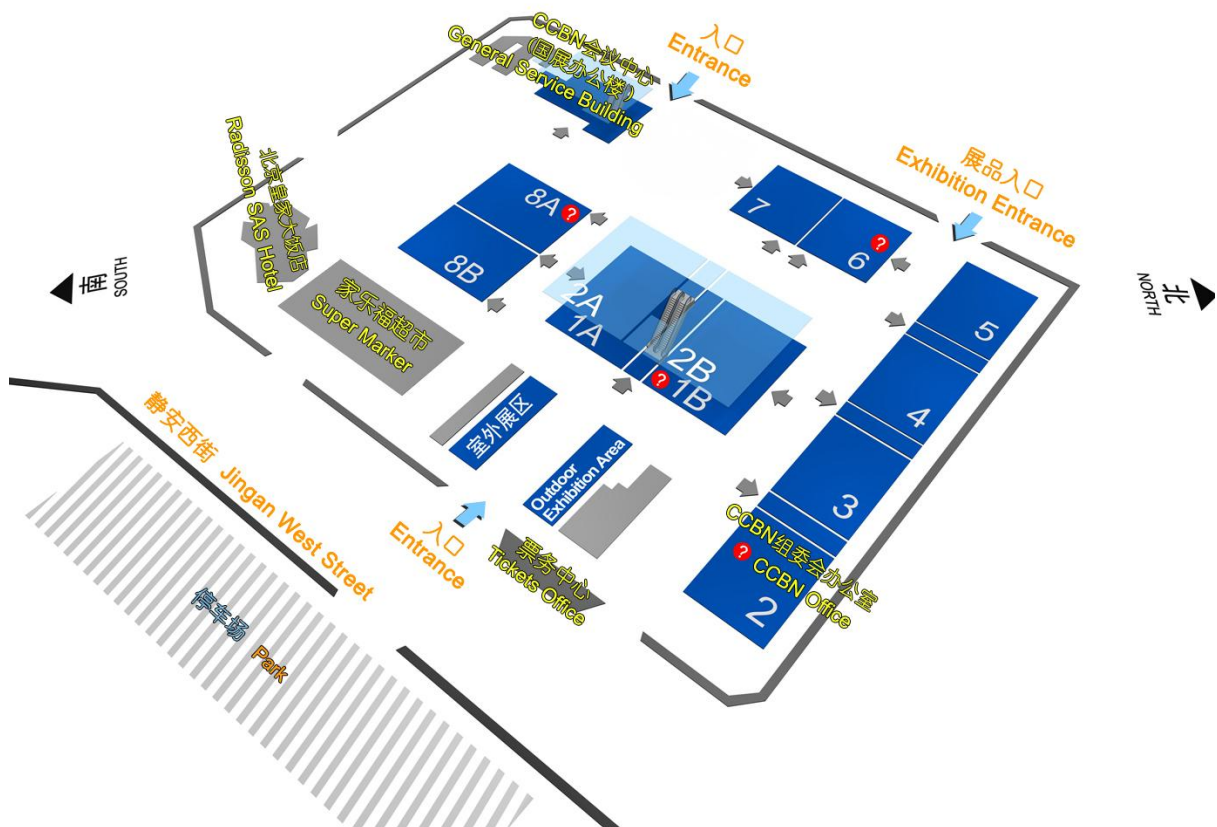 CCBN会议中心
（国展办公楼）
General Service Building
入口
Entrance
展品入口
Exhibition Entrance
北京皇家大饭店
Radisson SAS Hotel
8A
?
8B
7
6
?
南
SOUTH
北
NORTH
家乐福超市
Super Marker
2A
1A
2B
?
1B
5
4
3
室外展区
Outdoor
Exhibition Area
静安西街 Jingan West Street
入口
Entrance
票务中心
Tickets Office
CCBN组委会办公室
?
CCBN Office
2
停车场
Park